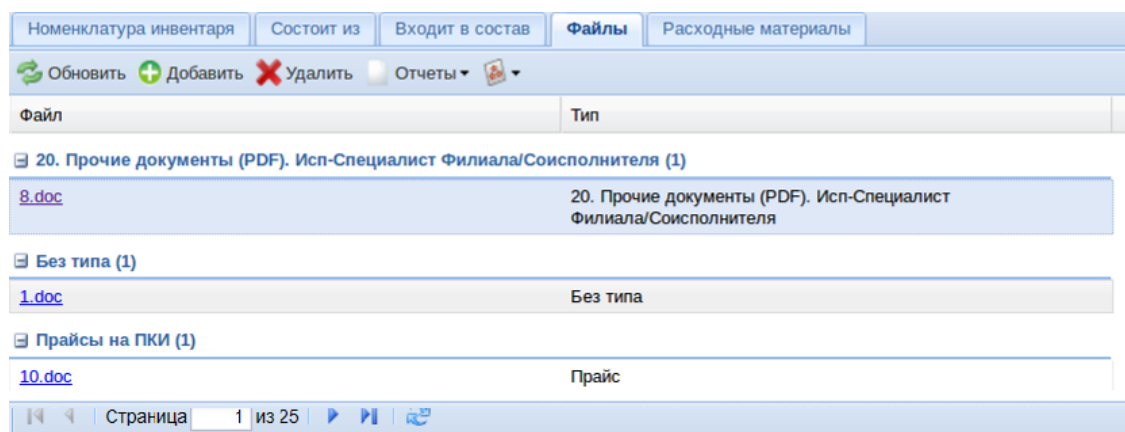 Номенклатура инвентаря Состоит из Входит в состав Файлы Расходные материалы
Обновить Добавить Удалить Отчеты
Файл Тип
20. Прочие документы (PDF). Исп-Специалист Филиала/Соисполнителя (1)
8.doc 20. Прочие документы (PDF). Исп-Специалист
Филиала/Соисполнителя
Без типа (1)
1.doc Без типа
Прайсы на ПКИ (1)
10.doc Прайс
Страница 1 из 25